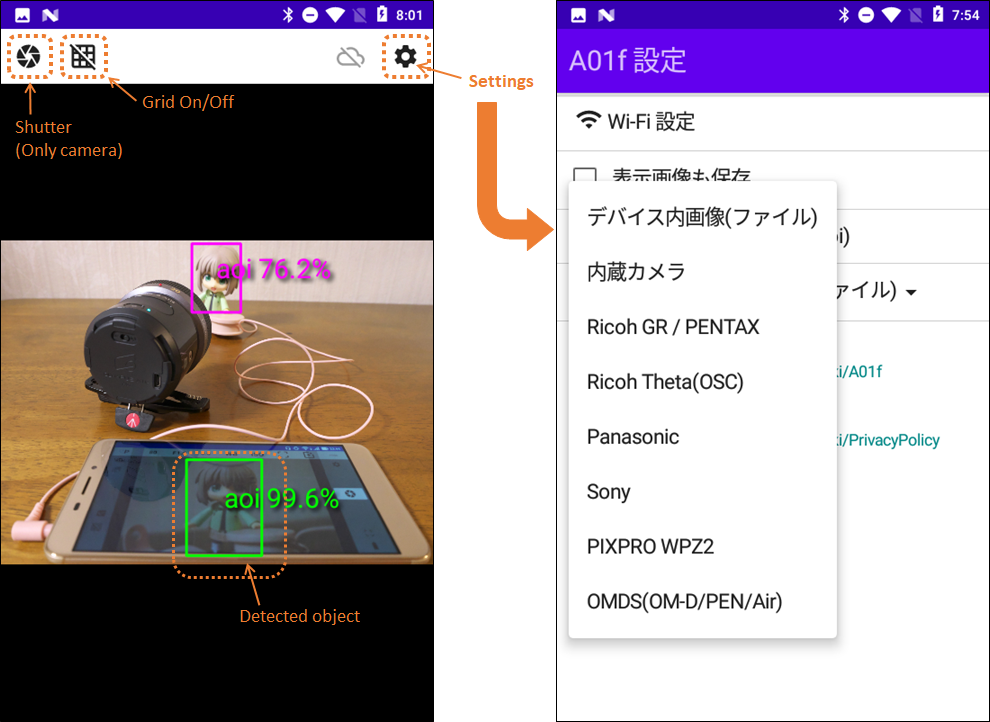 8:01
Grid On/Off
Shutter
(Only camera)
Settings
aoi 76.2%
aoi 99.6%
Detected object
7:54
A01f 設定
Wi-Fi 設定
表示画像も保存
デバイス内画像(ファイル)
内蔵カメラ
Ricoh GR / PENTAX
Ricoh Theta(OSC)
Panasonic
Sony
PIXPRO WPZ2
OMDS(OM-D/PEN/Air)
oi)
ァイル)
ki/A01f
ki/PrivacyPolicy